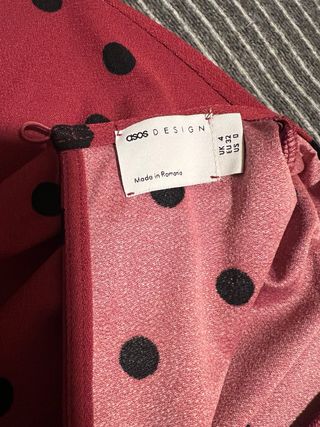 asos DESIGN
Made in Romania
UK 4
EU 32
US 0